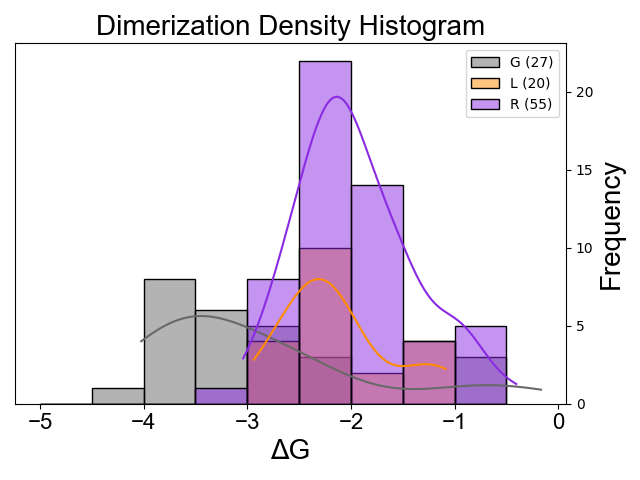 Dimerization Density Histogram
G (27)
L (20)
R (55)
20
15
10
5
0
Frequency
−5 −4 −3 −2 −1 0
ΔG